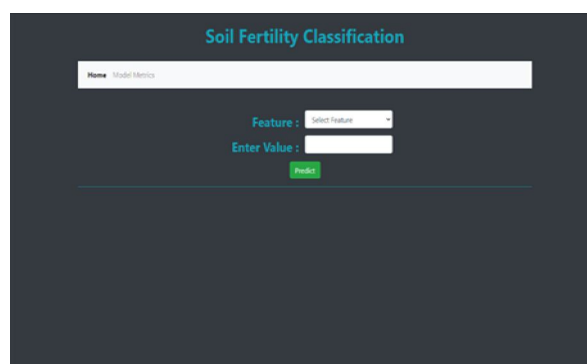 Soil Fertility Classification
Home Model Metrics
Feature : Select Feature
Enter Value :
Predict